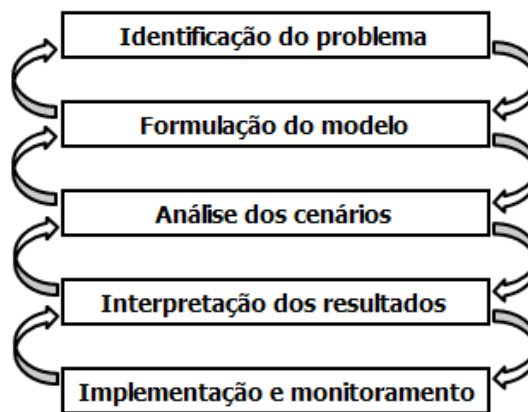 Identificação do problema
Formulação do modelo
Análise dos cenários
Interpretação dos resultados
Implementação e monitoramento